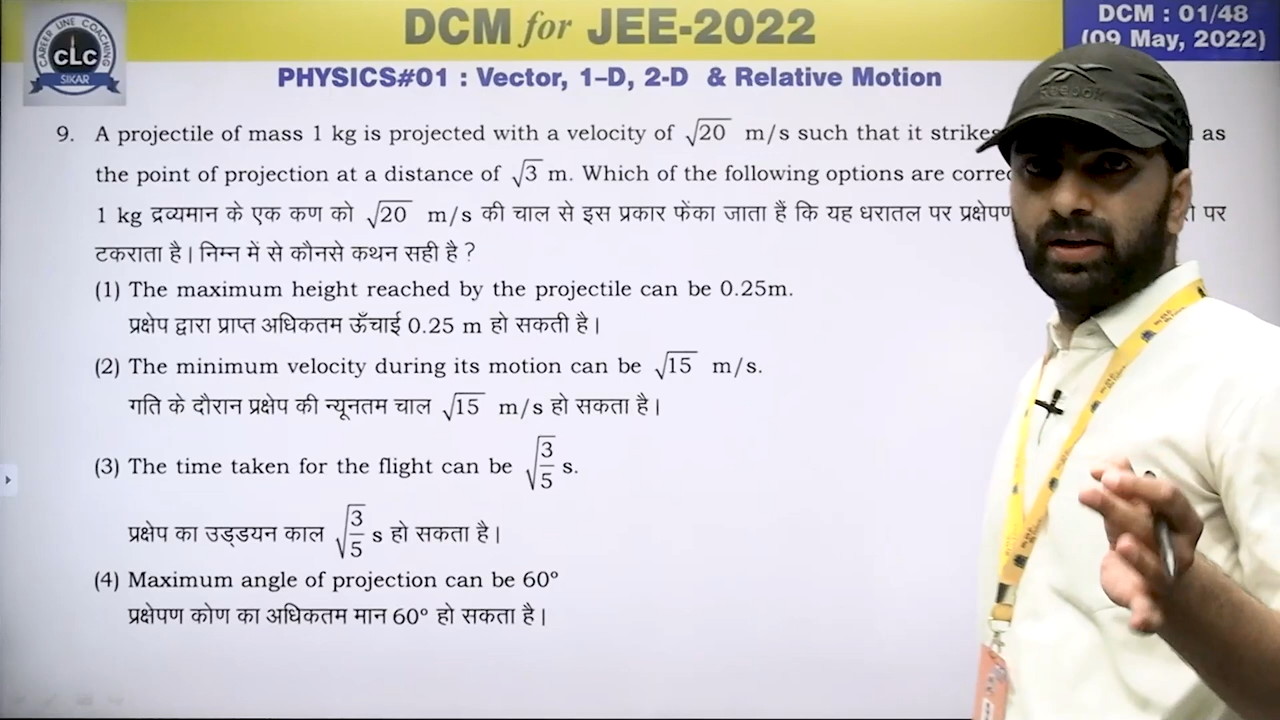 DCM for JEE-2022
DCM : 01/48
(09 May, 2022)
CAREER LINE COACHING
CLC
SIKAR
PHYSICS#01 : Vector, 1–D, 2-D & Relative Motion
Reebok
9. A projectile of mass 1 kg is projected with a velocity of √20 m/s such that it strikes as
the point of projection at a distance of √3 m. Which of the following options are
1 kg द्रव्यमान के एक कण को √20 m/s की चाल से इस प्रकार फेंका जाता है कि यह धरातल पर पर
टकराता है। निम्न में से कौनसे कथन सही है ?
(1) The maximum height reached by the projectile can be 0.25m.
प्रक्षेप द्वारा प्राप्त अधिकतम ऊँचाई 0.25 m हो सकती है।
(2) The minimum velocity during its motion can be √15 m/s.
गति के दौरान प्रक्षेप की न्यूनतम चाल √15 m/s हो सकता है।
(3) The time taken for the flight can be √3/5 s.
प्रक्षेप का उड्डयन काल √3/5 s हो सकता है।
(4) Maximum angle of projection can be 60°
प्रक्षेपण कोण का अधिकतम मान 60° हो सकता है।